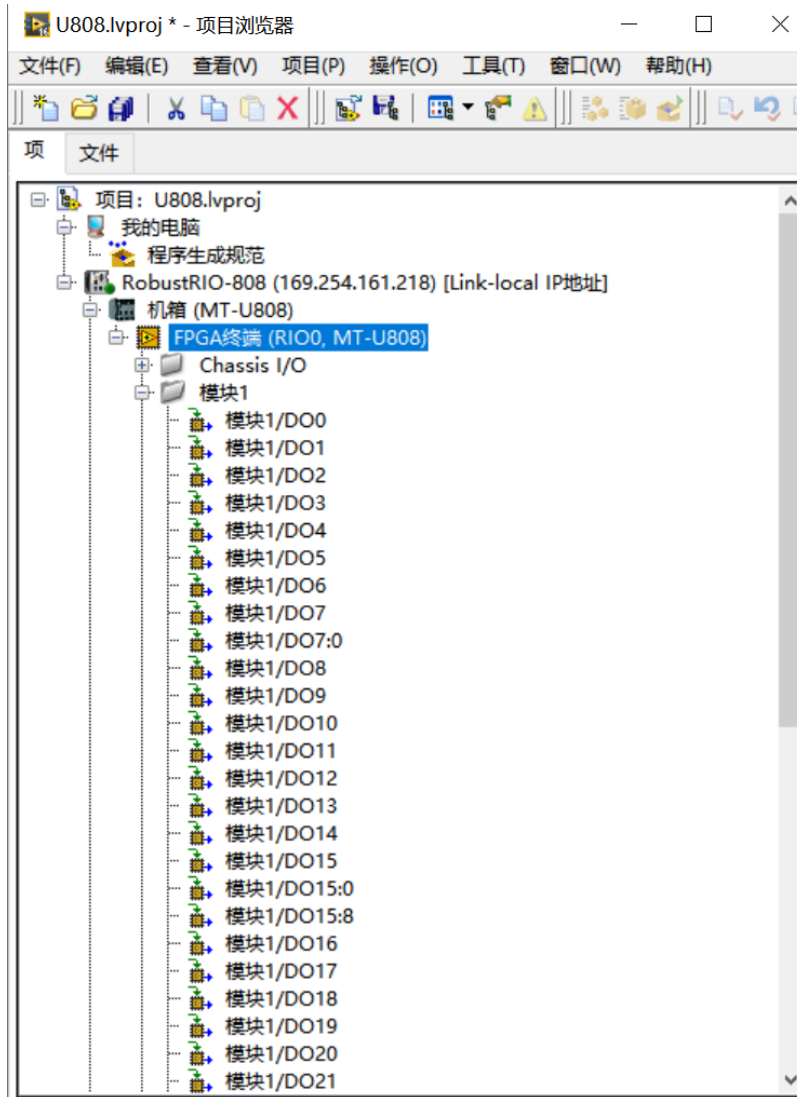 U808.lvproj * - 项目浏览器
文件(F) 编辑(E) 查看(V) 项目(P) 操作(O) 工具(T) 窗口(W) 帮助(H)
项 文件
项目: U808.lvproj
我的电脑
程序生成规范
RobustRIO-808 (169.254.161.218) [Link-local IP地址]
机箱 (MT-U808)
FPGA终端 (RIO0, MT-U808)
Chassis I/O
模块1
模块1/DO0
模块1/DO1
模块1/DO2
模块1/DO3
模块1/DO4
模块1/DO5
模块1/DO6
模块1/DO7
模块1/DO7:0
模块1/DO8
模块1/DO9
模块1/DO10
模块1/DO11
模块1/DO12
模块1/DO13
模块1/DO14
模块1/DO15
模块1/DO15:0
模块1/DO15:8
模块1/DO16
模块1/DO17
模块1/DO18
模块1/DO19
模块1/DO20
模块1/DO21